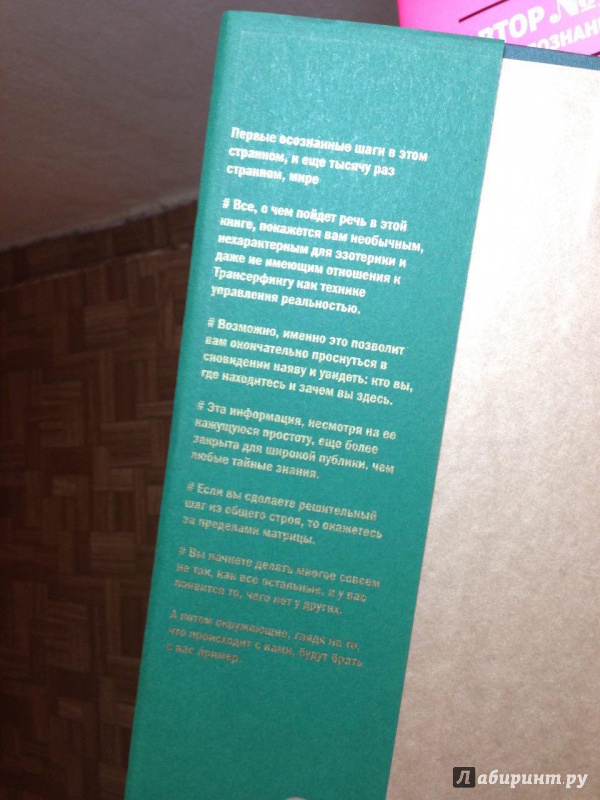 ВТОР №
ОЗНАНИ
Первые осознанные шаги в этом
странном, и еще тысячу раз
странном, мире
# Все, о чем пойдет речь в этой
книге, покажется вам необычным,
нехарактерным для эзотерики и
даже не имеющим отношения к
Трансерфингу как технике
управления реальностью.
# Возможно, именно это позволит
вам окончательно проснуться в
сновидении наяву и увидеть: кто вы,
где находитесь и зачем вы здесь.
# Эта информация, несмотря на ее
кажущуюся простоту, еще более
закрыта для широкой публики, чем
любые тайные знания.
# Если вы сделаете решительный
шаг из общего строя, то окажетесь
за пределами матрицы.
# Вы начнете делать многое совсем
не так, как все остальные, и у вас
появится то, чего нет у других.
А потом окружающие, глядя на то,
что происходит с вами, будут брать
с вас пример.
Лабиринт.ру